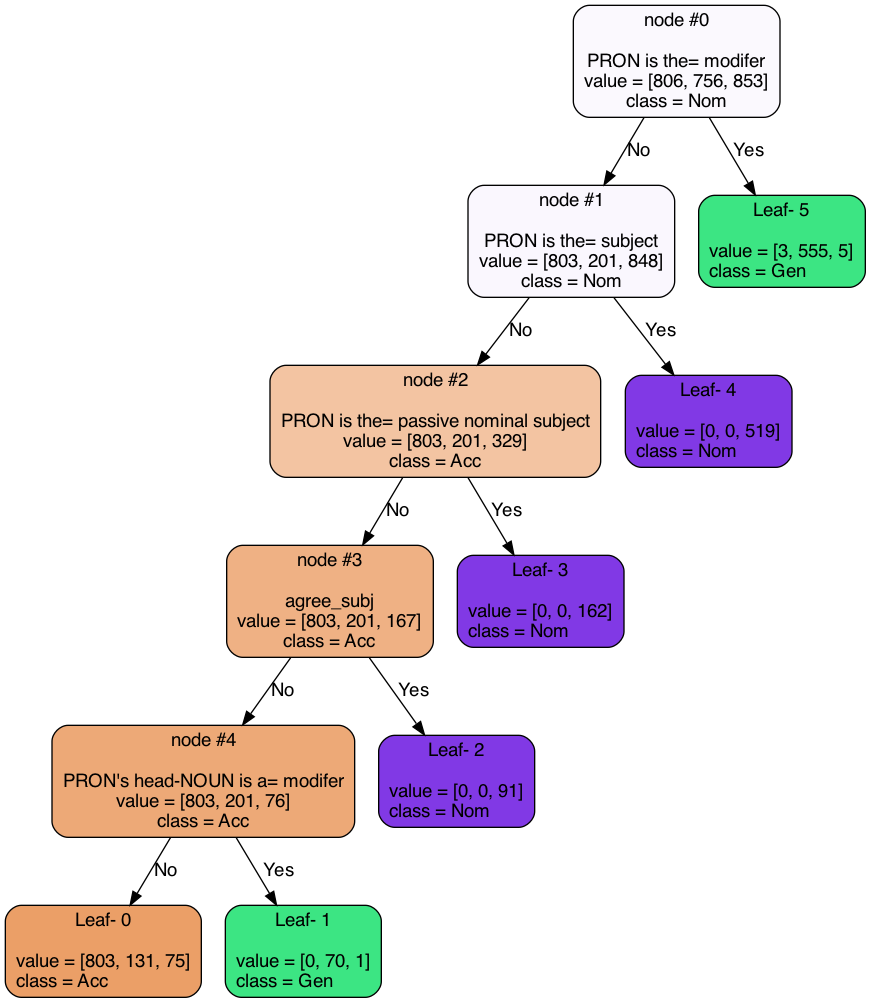 node #0
PRON is the= modifer
value = [806, 756, 853]
class = Nom
No
Yes
node #1
PRON is the= subject
value = [803, 201, 848]
class = Nom
Leaf- 5
value = [3, 555, 5]
class = Gen
No
Yes
node #2
PRON is the= passive nominal subject
value = [803, 201, 329]
class = Acc
Leaf- 4
value = [0, 0, 519]
class = Nom
No
Yes
node #3
agree_subj
value = [803, 201, 167]
class = Acc
Leaf- 3
value = [0, 0, 162]
class = Nom
No
Yes
node #4
PRON's head-NOUN is a= modifer
value = [803, 201, 76]
class = Acc
Leaf- 2
value = [0, 0, 91]
class = Nom
No
Yes
Leaf- 0
value = [803, 131, 75]
class = Acc
Leaf- 1
value = [0, 70, 1]
class = Gen